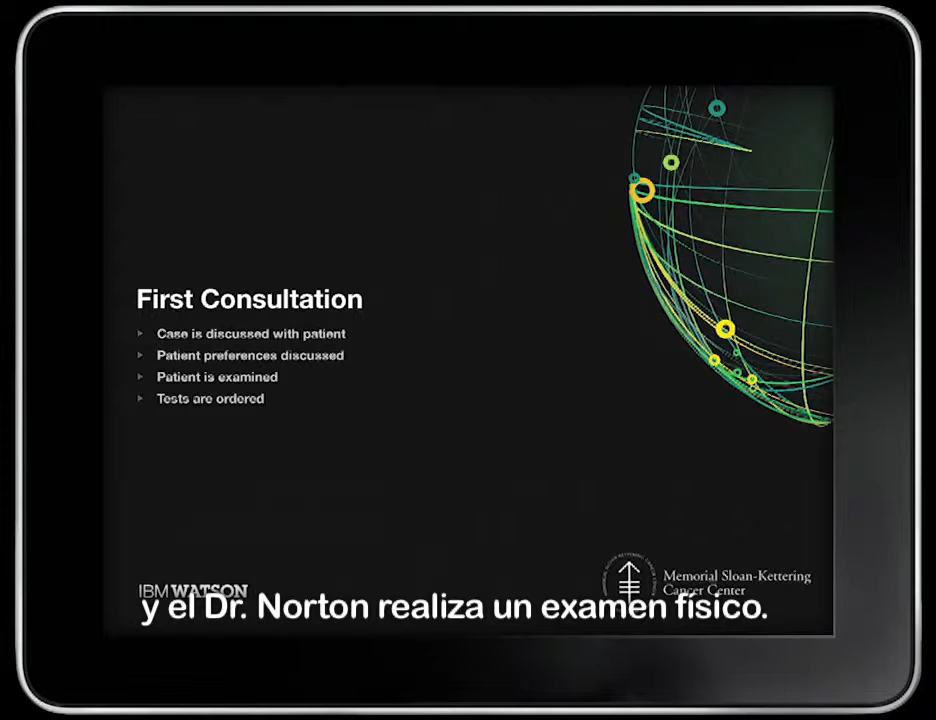 First Consultation
Case is discussed with patient
Patient preferences discussed
Patient is examined
Tests are ordered
IBM WATSON
Memorial Sloan-Kettering
Cancer Center
y el Dr. Norton realiza un examen físico.